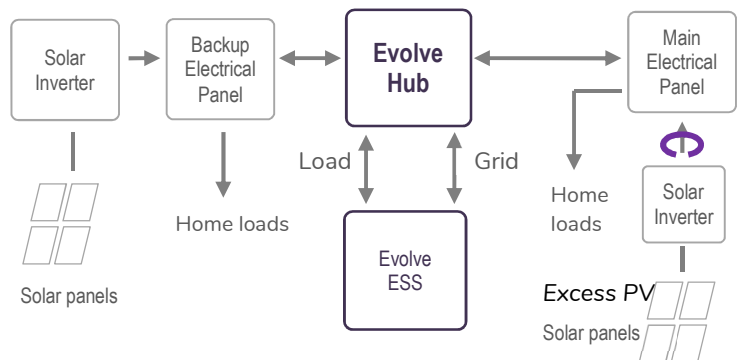 Solar
Inverter
Backup
Electrical
Panel
Evolve
Hub
Main
Electrical
Panel
Load
Grid
Home loads
Home
loads
Solar
Inverter
Evolve
ESS
Solar panels
Excess PV
Solar panels